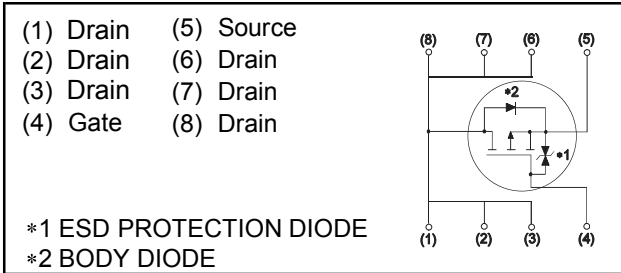 (1) Drain (5) Source
(2) Drain (6) Drain
(3) Drain (7) Drain
(4) Gate (8) Drain
(8) (7) (6) (5)
*2
*1
(1) (2) (3) (4)
*1 ESD PROTECTION DIODE
*2 BODY DIODE